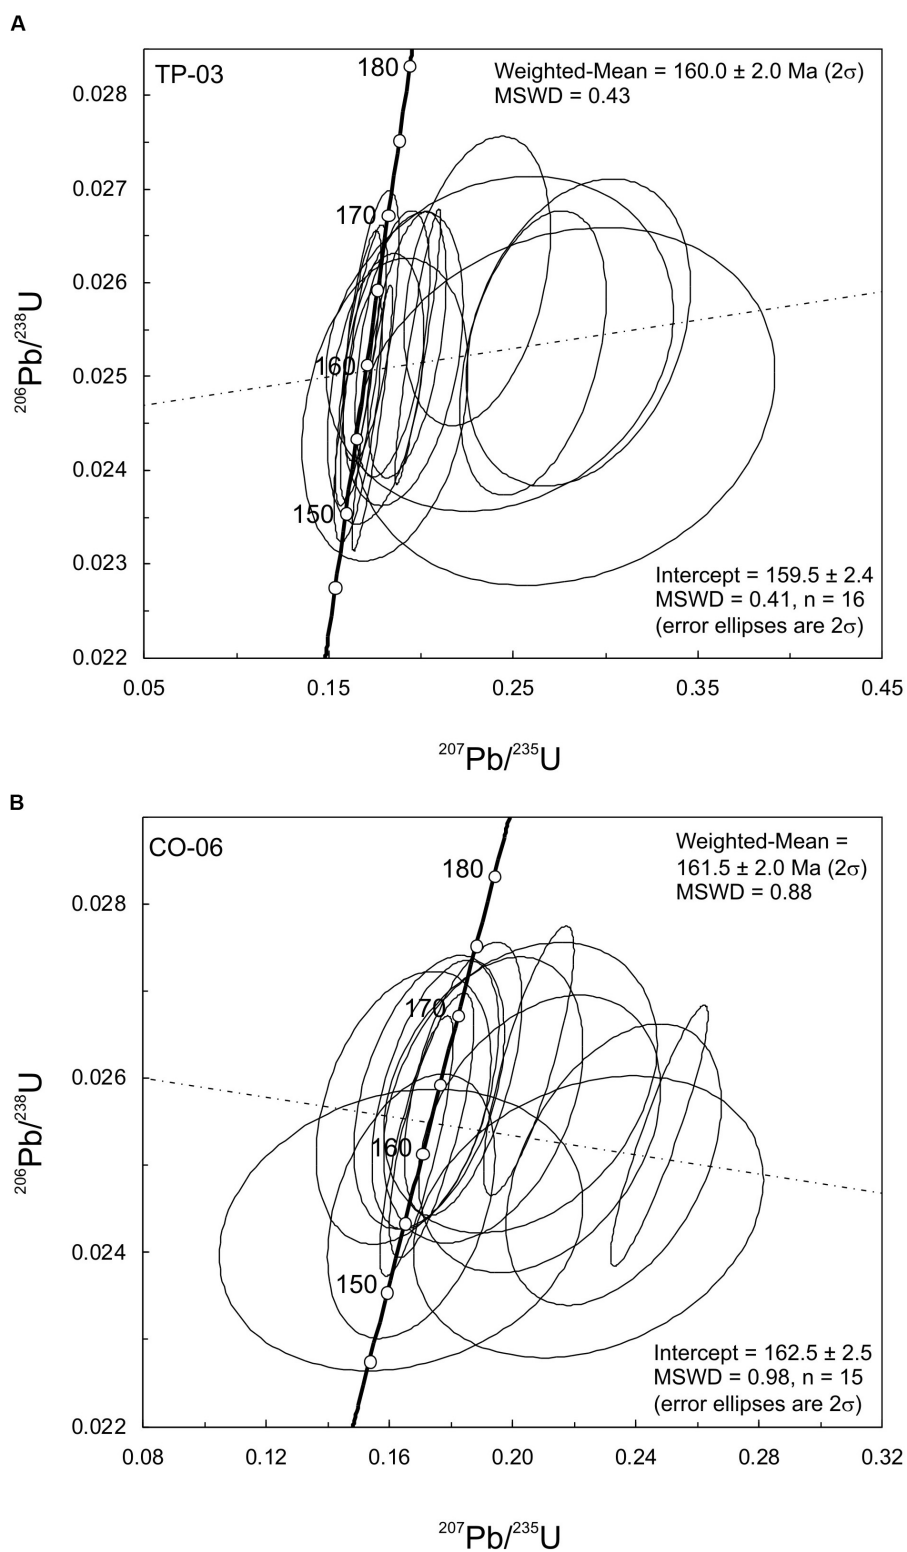 A
TP-03
Weighted-Mean = 160.0 ± 2.0 Ma (2σ)
MSWD = 0.43
180
170
160
150
0.028
0.027
0.026
0.025
0.024
0.023
0.022
²⁰⁶Pb/²³⁸U
Intercept = 159.5 ± 2.4
MSWD = 0.41, n = 16
(error ellipses are 2σ)
0.05 0.15 0.25 0.35 0.45
²⁰⁷Pb/²³⁵U
B
CO-06
Weighted-Mean =
161.5 ± 2.0 Ma (2σ)
MSWD = 0.88
180
170
160
150
0.028
0.026
0.024
0.022
²⁰⁶Pb/²³⁸U
Intercept = 162.5 ± 2.5
MSWD = 0.98, n = 15
(error ellipses are 2σ)
0.08 0.12 0.16 0.20 0.24 0.28 0.32
²⁰⁷Pb/²³⁵U